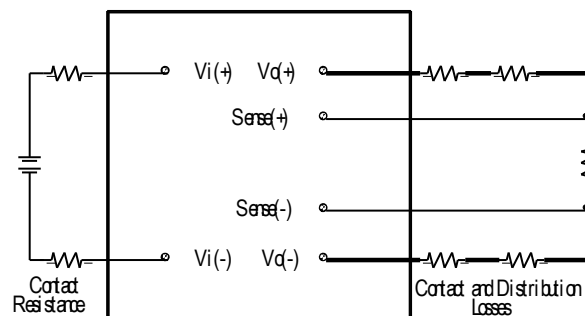 Vi(+) Vo(+)
Sense(+)
Sense(-)
Vi(-) Vo(-)
Contact
Resistance
Contact and Distribution
Losses